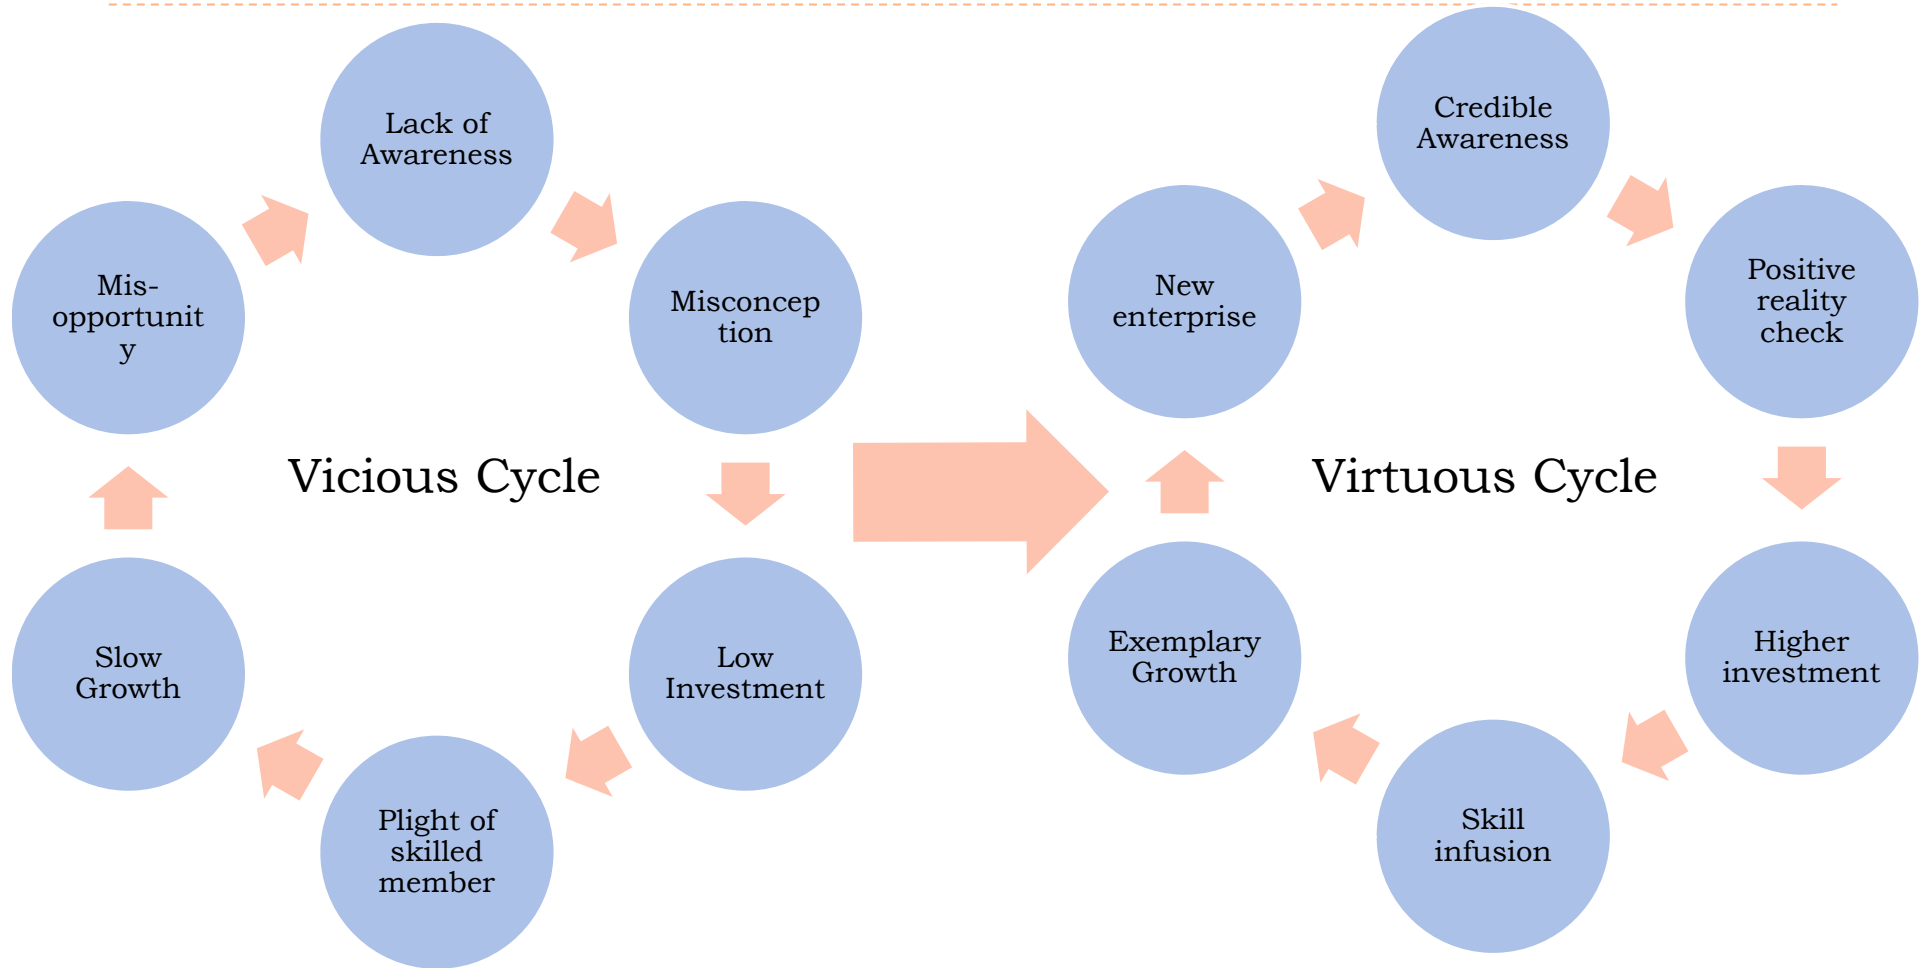 Lack of
Awareness
Misconcep
tion
Low
Investment
Plight of
skilled
member
Slow
Growth
Mis-
opportunit
y
Vicious Cycle
Credible
Awareness
Positive
reality
check
Higher
investment
Skill
infusion
Exemplary
Growth
New
enterprise
Virtuous Cycle